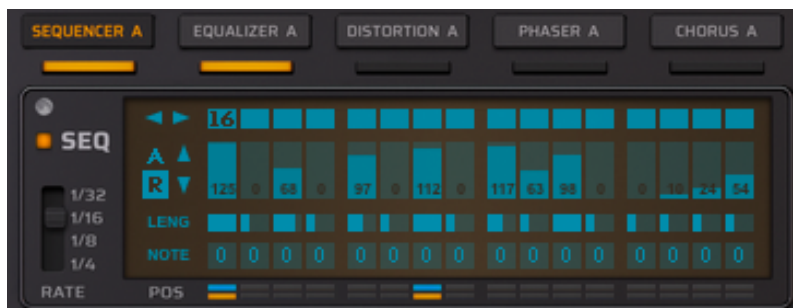 SEQUENCER A EQUALIZER A DISTORTION A PHASER A CHORUS A
16
SEQ
A
R 125 0 68 0 97 0 112 0 117 63 98 0 0 10 24 54
1/32
1/16
1/8
1/4
LENG
NOTE 0 0 0 0 0 0 0 0 0 0 0 0 0 0 0 0
RATE POS